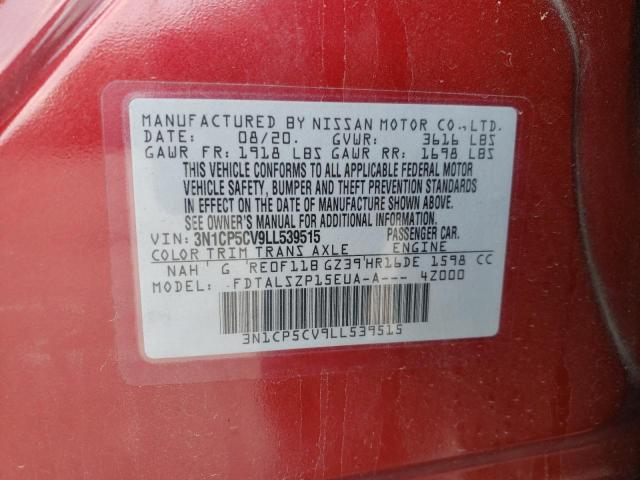 MANUFACTURED BY NISSAN MOTOR CO.,LTD.
DATE: 08/20. GVWR: 3616 LBS
GAWR FR: 1918 LBS GAWR RR: 1698 LBS
THIS VEHICLE CONFORMS TO ALL APPLICABLE FEDERAL MOTOR
VEHICLE SAFETY, BUMPER AND THEFT PREVENTION STANDARDS
IN EFFECT ON THE DATE OF MANUFACTURE SHOWN ABOVE.
SEE OWNER'S MANUAL FOR ADDITIONAL INFORMATION.
VIN: 3N1CP5CV9LL539515 PASSENGER CAR.
COLOR TRIM TRANS AXLE ENGINE
NAH G RE0F11B GZ39 HR16DE 1598 CC
MODEL: FDTALSZP15EUA-A--- 4Z000
3N1CP5CV9LL539515